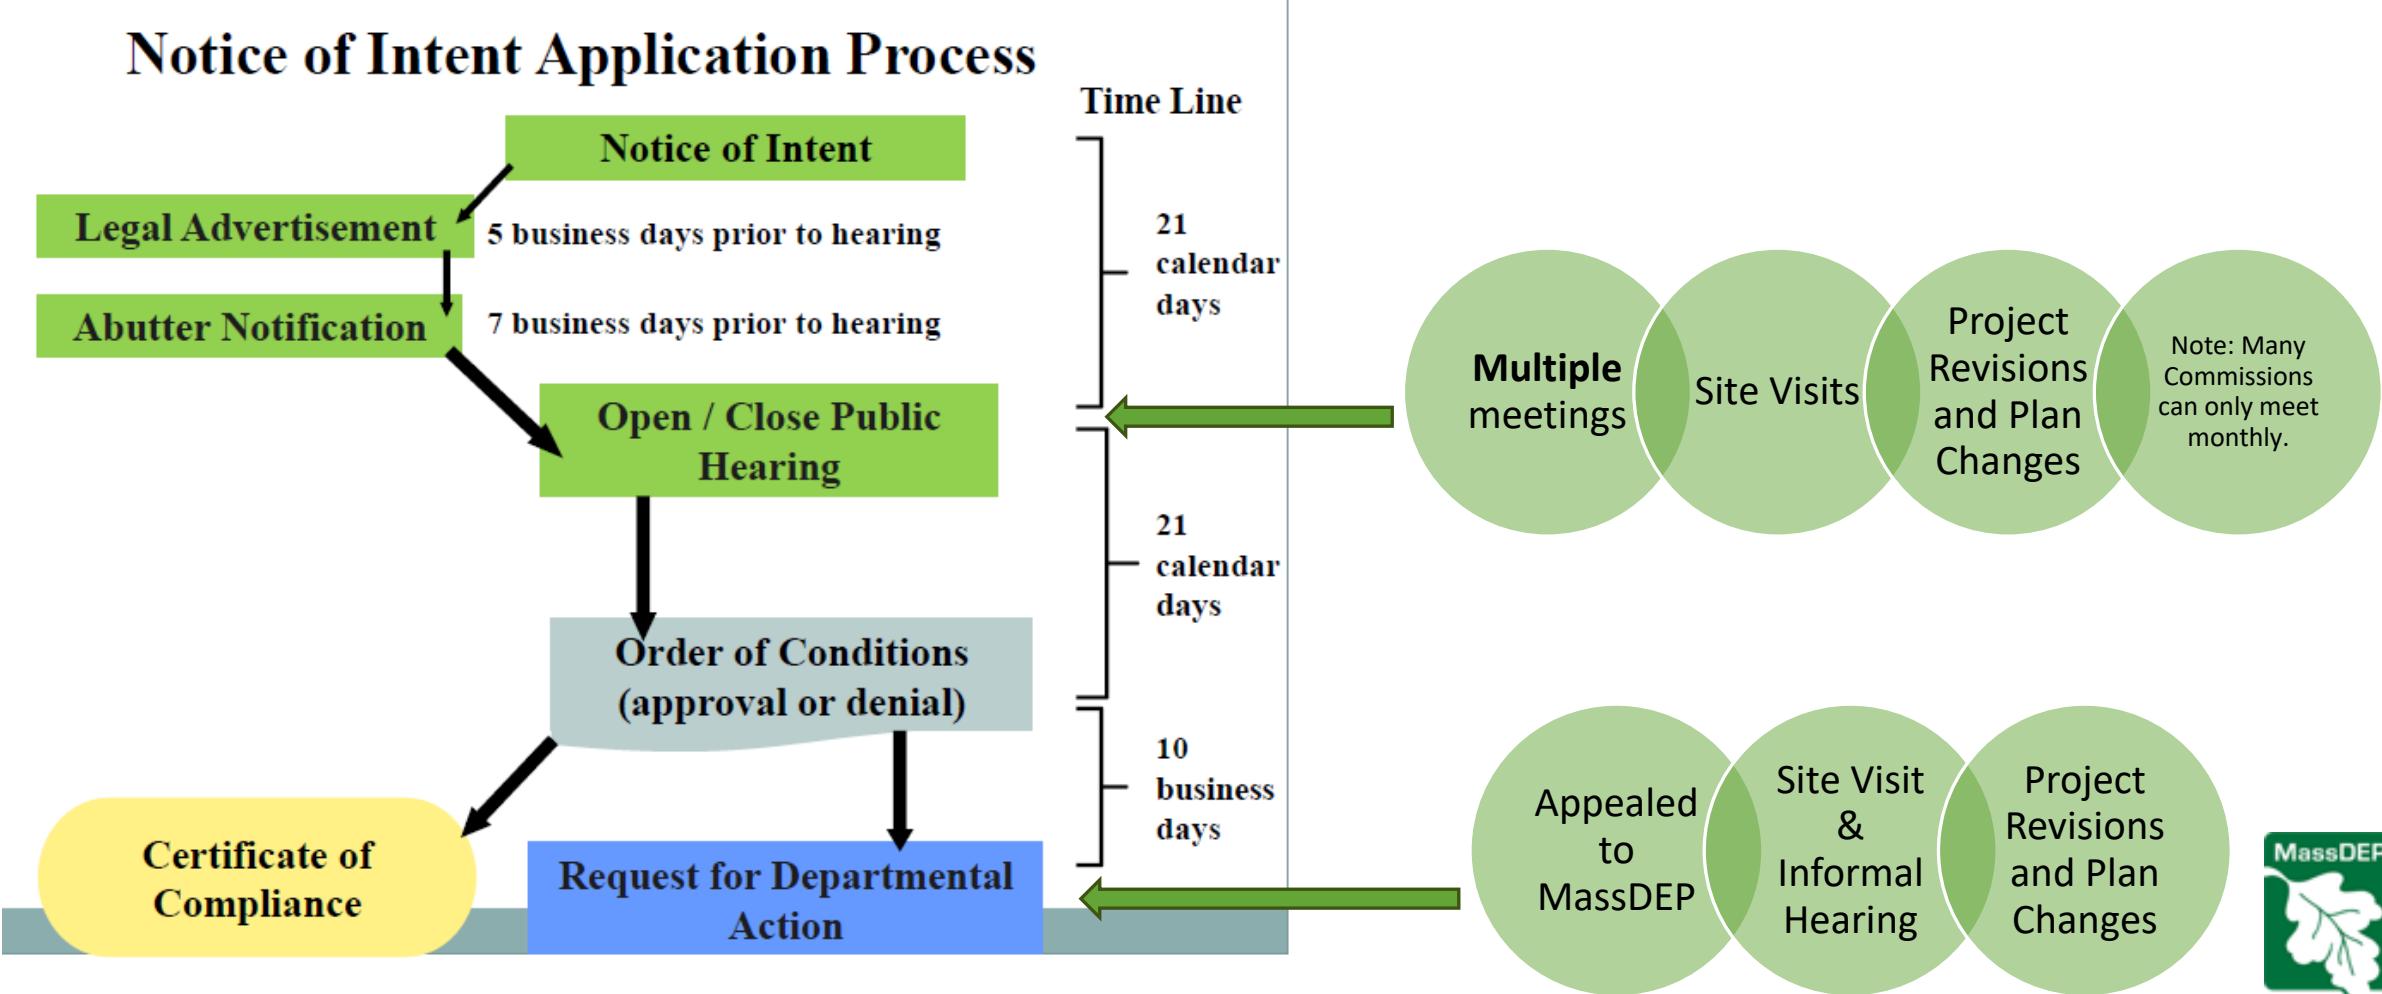 Notice of Intent Application Process
Time Line
Notice of Intent
Legal Advertisement
5 business days prior to hearing
Abutter Notification
7 business days prior to hearing
21
calendar
days
Open / Close Public
Hearing
Multiple
meetings
Site Visits
Project
Revisions
and Plan
Changes
Note: Many
Commissions
can only meet
monthly.
21
calendar
days
Order of Conditions
(approval or denial)
10
business
days
Certificate of
Compliance
Request for Departmental
Action
Appealed
to
MassDEP
Site Visit
&
Informal
Hearing
Project
Revisions
and Plan
Changes
MassDEP